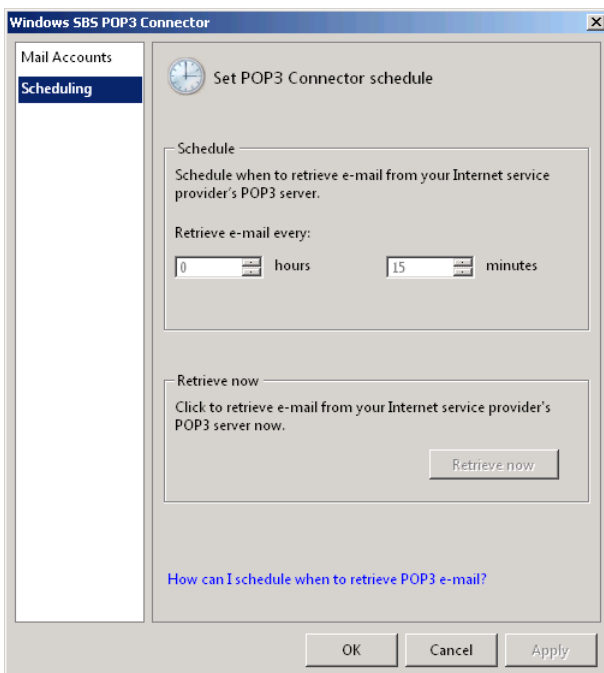 Windows SBS POP3 Connector
Mail Accounts
Scheduling
Set POP3 Connector schedule
Schedule
Schedule when to retrieve e-mail from your Internet service
provider's POP3 server.
Retrieve e-mail every:
0 hours 15 minutes
Retrieve now
Click to retrieve e-mail from your Internet service provider's
POP3 server now.
Retrieve now
How can I schedule when to retrieve POP3 e-mail?
OK Cancel Apply